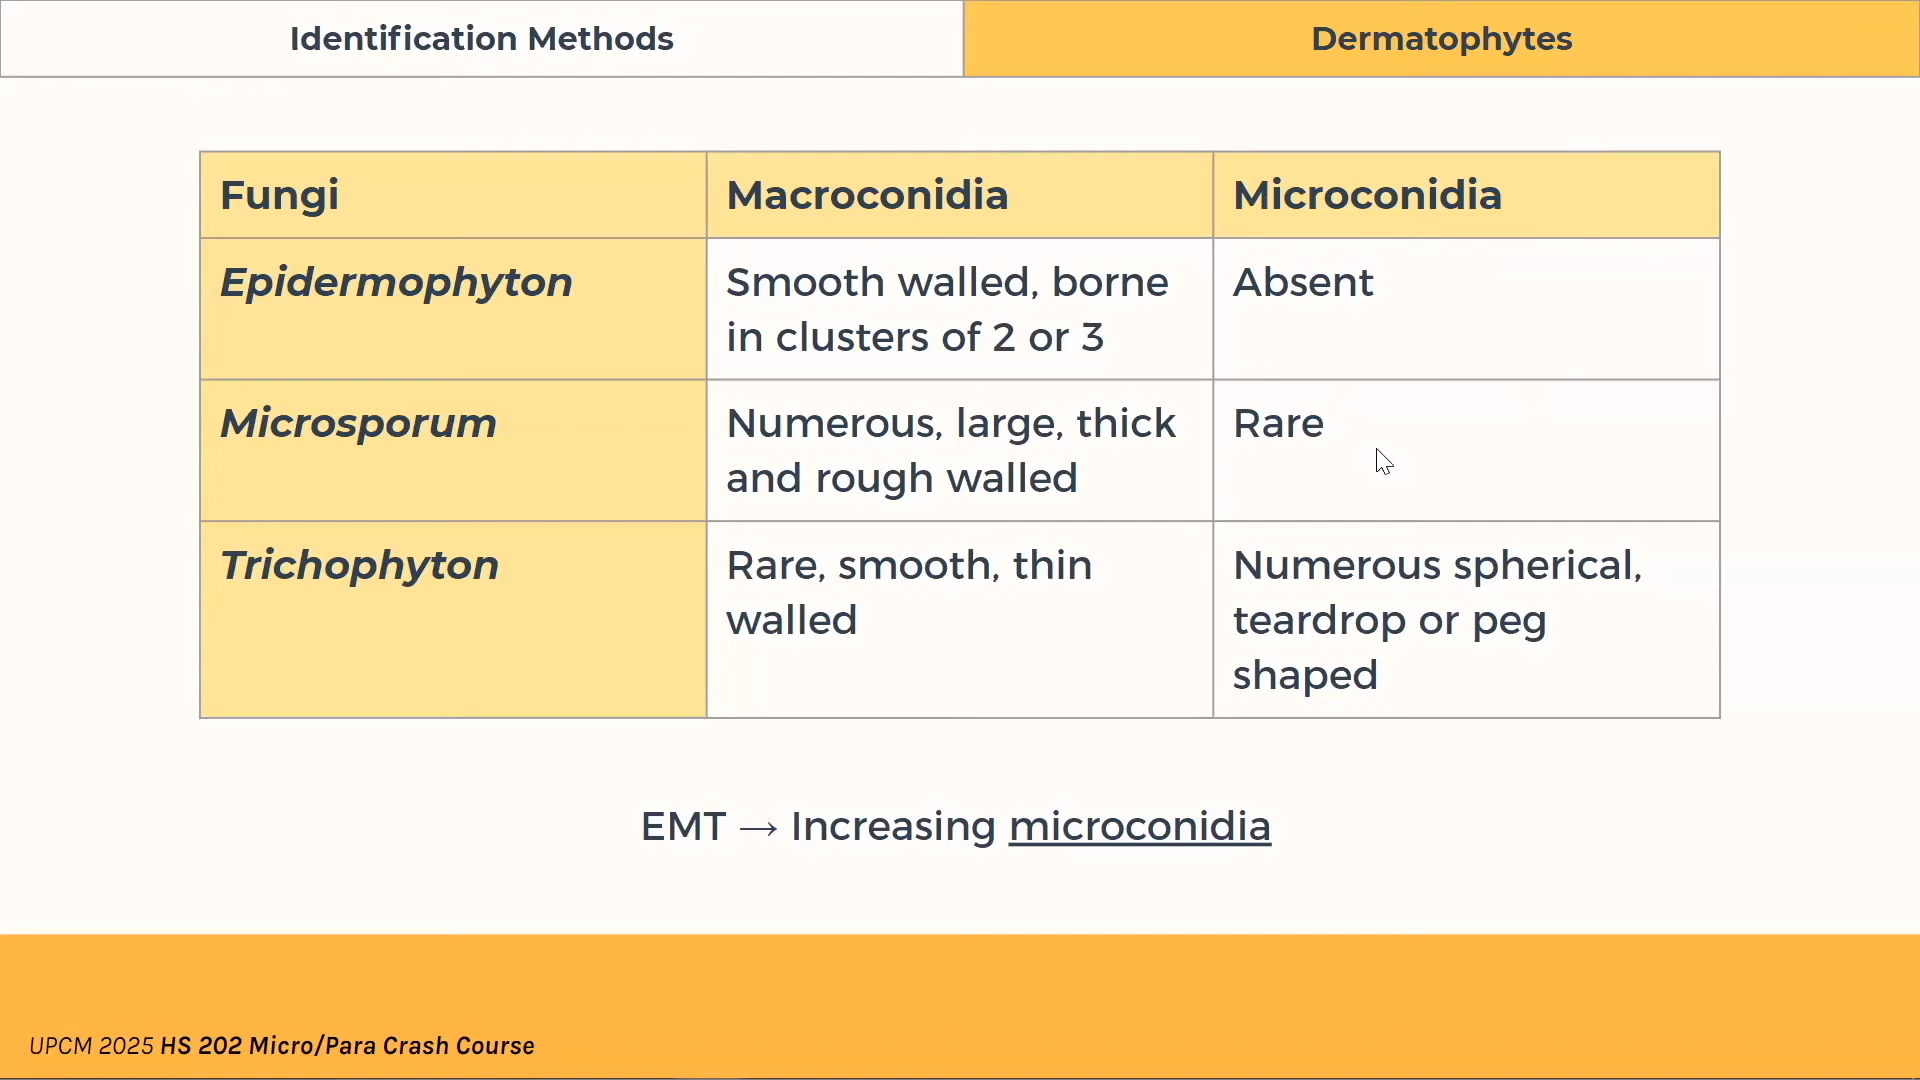 Identification Methods
Dermatophytes
Fungi
Macroconidia
Microconidia
Epidermophyton
Smooth walled, borne
in clusters of 2 or 3
Absent
Microsporum
Numerous, large, thick
and rough walled
Rare
Trichophyton
Rare, smooth, thin
walled
Numerous spherical,
teardrop or peg
shaped
EMT → Increasing microconidia
UPCM 2025 HS 202 Micro/Para Crash Course